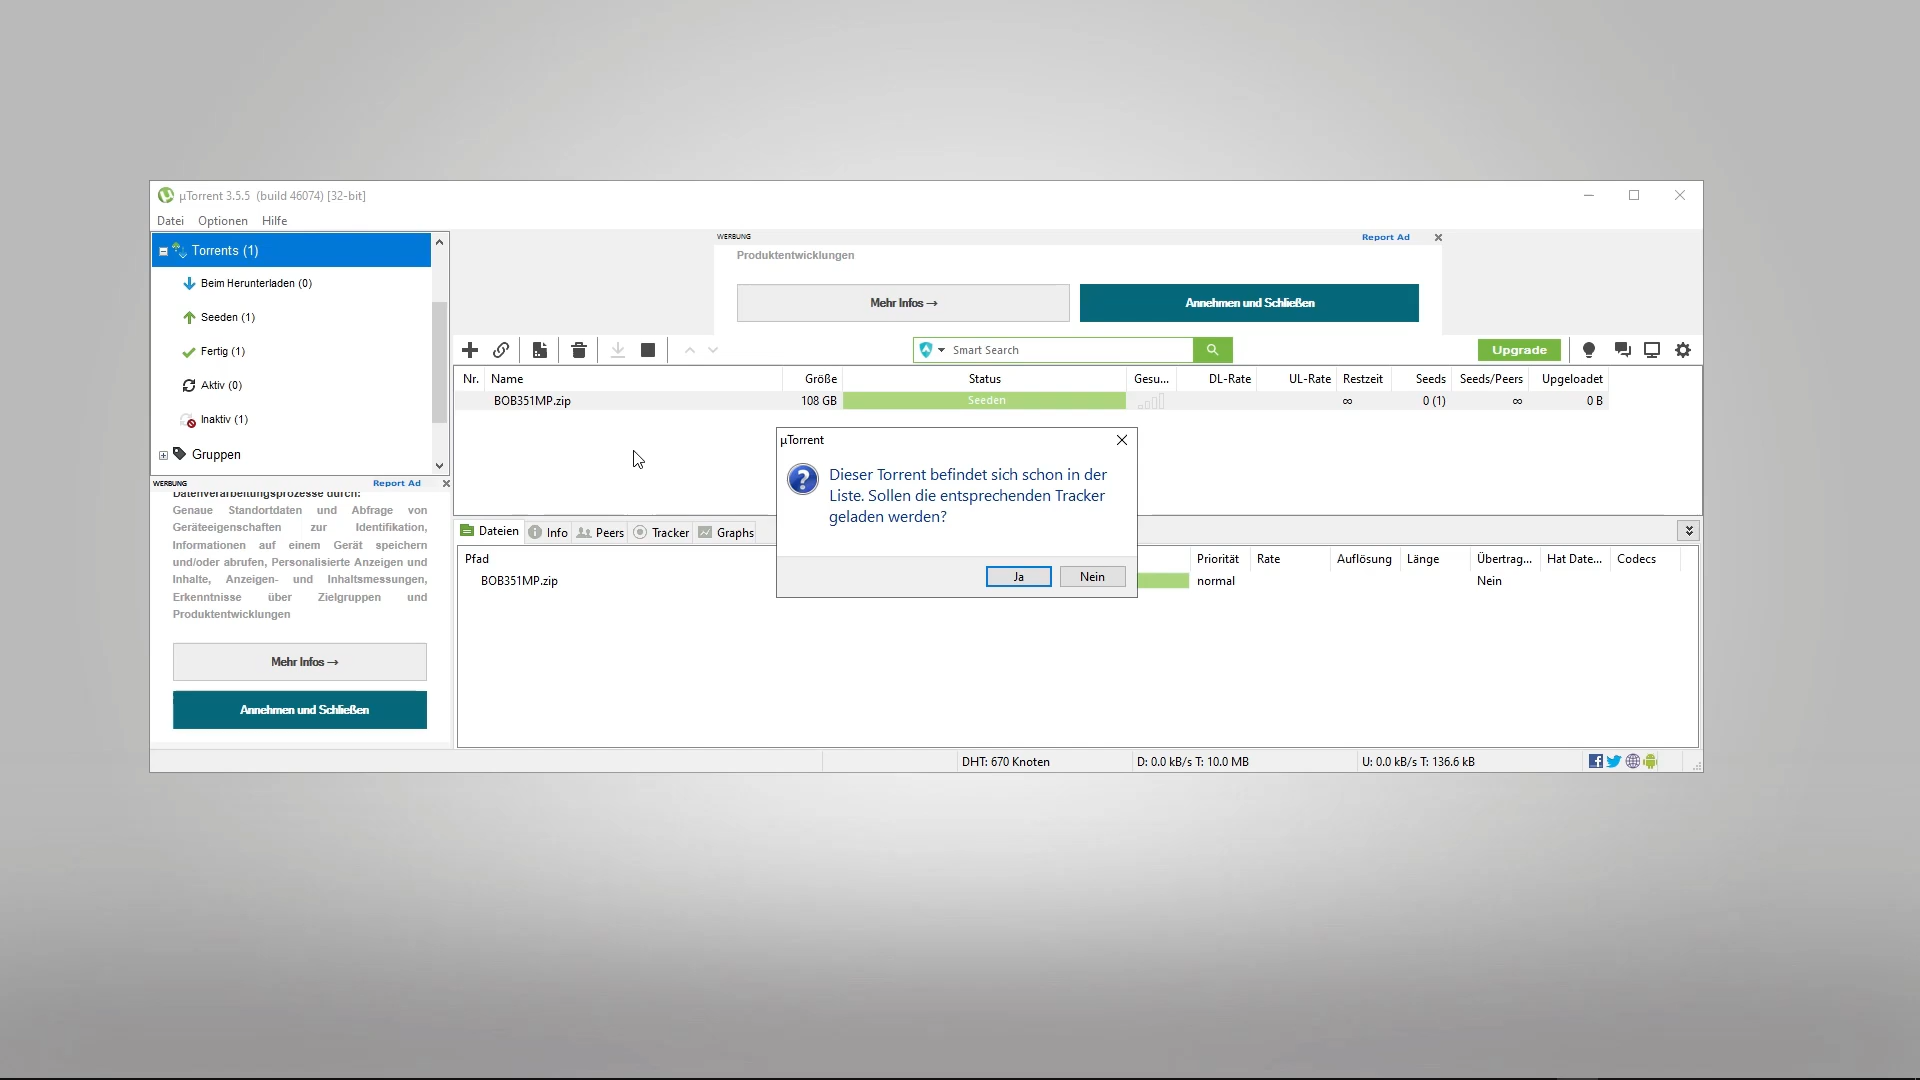 µTorrent 3.5.5 (build 46074) [32-bit]
Datei Optionen Hilfe
Torrents (1)
Beim Herunterladen (0)
Seeden (1)
Fertig (1)
Aktiv (0)
Inaktiv (1)
Gruppen
WERBUNG Report Ad
Datenverarbeitungsprozesse durch:
Genaue Standortdaten und Abfrage von
Geräteeigenschaften zur Identifikation,
Informationen auf einem Gerät speichern
und/oder abrufen, Personalisierte Anzeigen und
Inhalte, Anzeigen- und Inhaltsmessungen,
Erkenntnisse über Zielgruppen und
Produktentwicklungen
Mehr Infos →
Annehmen und Schließen
WERBUNG Report Ad
Produktentwicklungen
Mehr Infos → Annehmen und Schließen
Smart Search Upgrade
Nr. Name Größe Status Gesu... DL-Rate UL-Rate Restzeit Seeds Seeds/Peers Upgeloadet
BOB351MP.zip 108 GB Seeden ∞ 0 (1) ∞ 0 B
µTorrent
Dieser Torrent befindet sich schon in der
Liste. Sollen die entsprechenden Tracker
geladen werden?
Ja Nein
Dateien Info Peers Tracker Graphs
Pfad Priorität Rate Auflösung Länge Übertrag... Hat Date... Codecs
BOB351MP.zip normal Nein
DHT: 670 Knoten D: 0.0 kB/s T: 10.0 MB U: 0.0 kB/s T: 136.6 kB